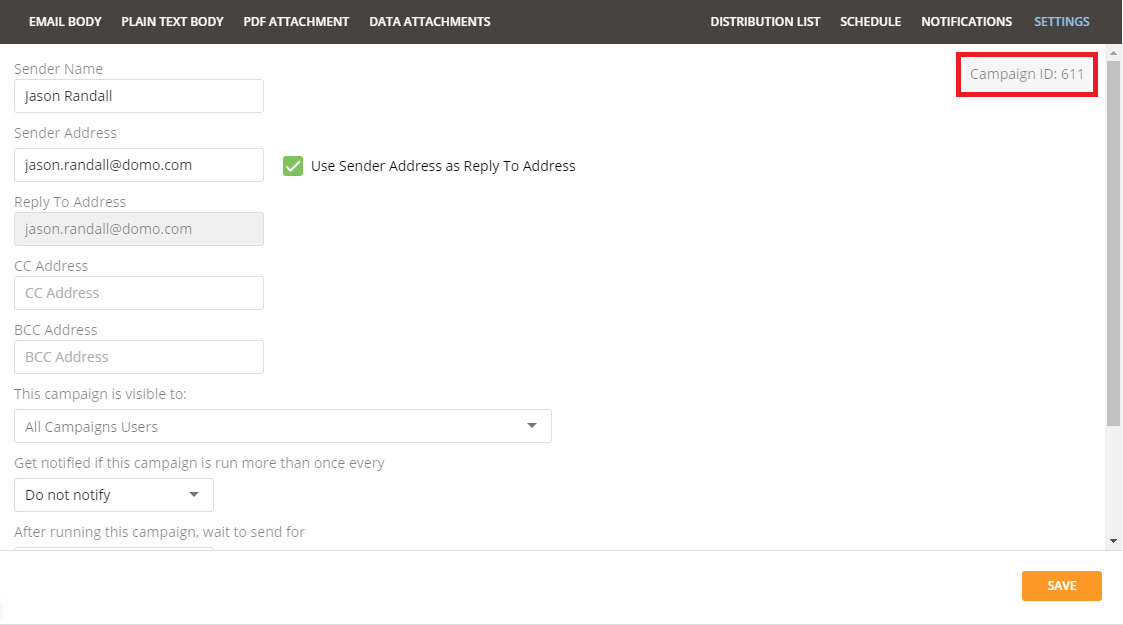 EMAIL BODY PLAIN TEXT BODY PDF ATTACHMENT DATA ATTACHMENTS DISTRIBUTION LIST SCHEDULE NOTIFICATIONS SETTINGS
Campaign ID: 611
Sender Name
Jason Randall
Sender Address
jason.randall@domo.com Use Sender Address as Reply To Address
Reply To Address
jason.randall@domo.com
CC Address
CC Address
BCC Address
BCC Address
This campaign is visible to:
All Campaigns Users
Get notified if this campaign is run more than once every
Do not notify
After running this campaign, wait to send for
SAVE